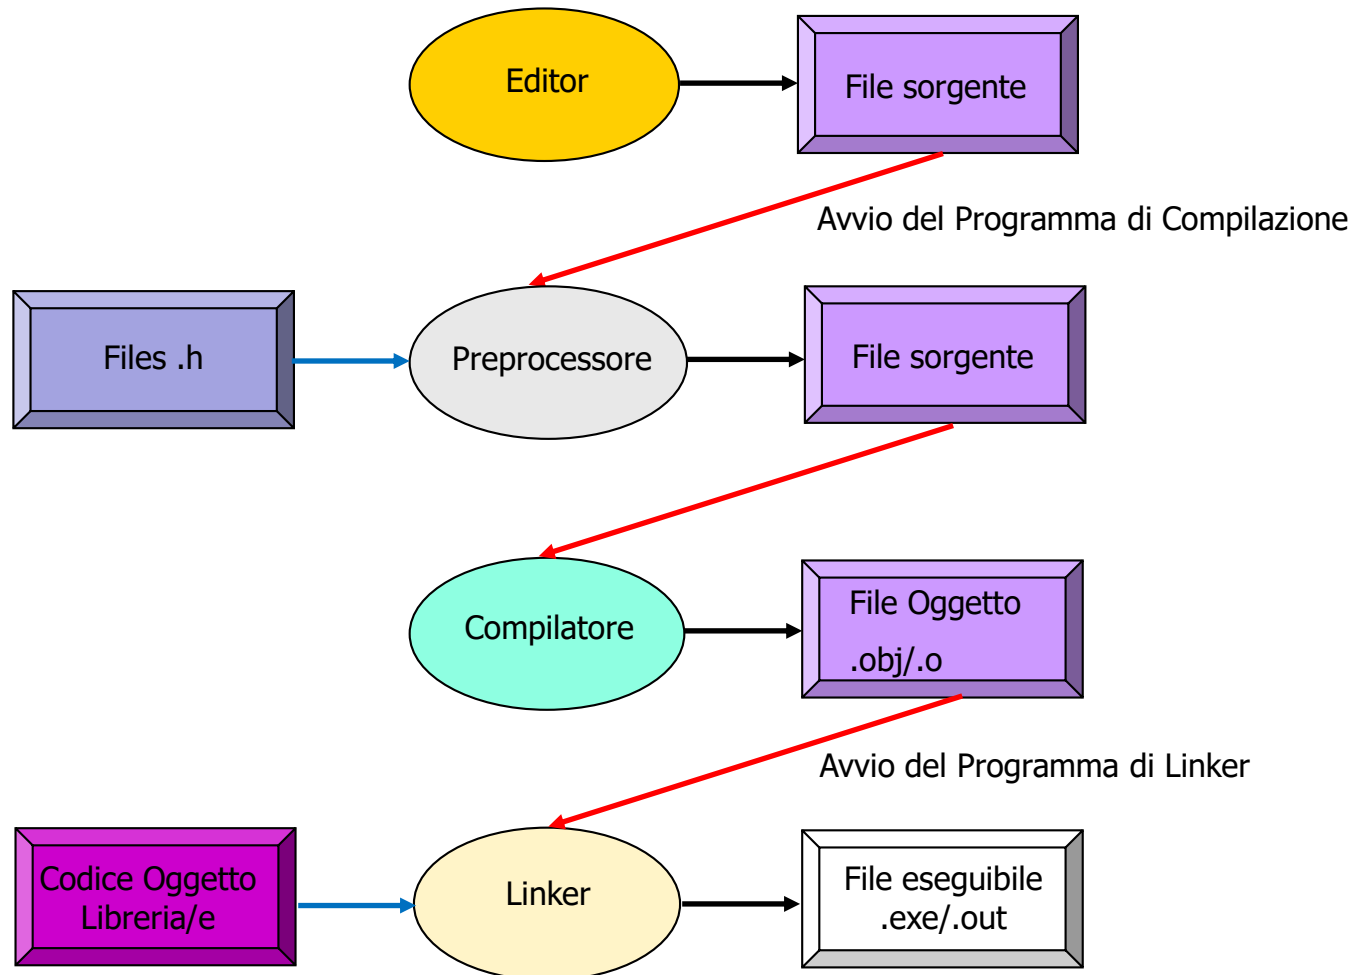 Editor
File sorgente
Avvio del Programma di Compilazione
Files .h
Preprocessore
File sorgente
Compilatore
File Oggetto
.obj/.o
Avvio del Programma di Linker
Codice Oggetto
Libreria/e
Linker
File eseguibile
.exe/.out